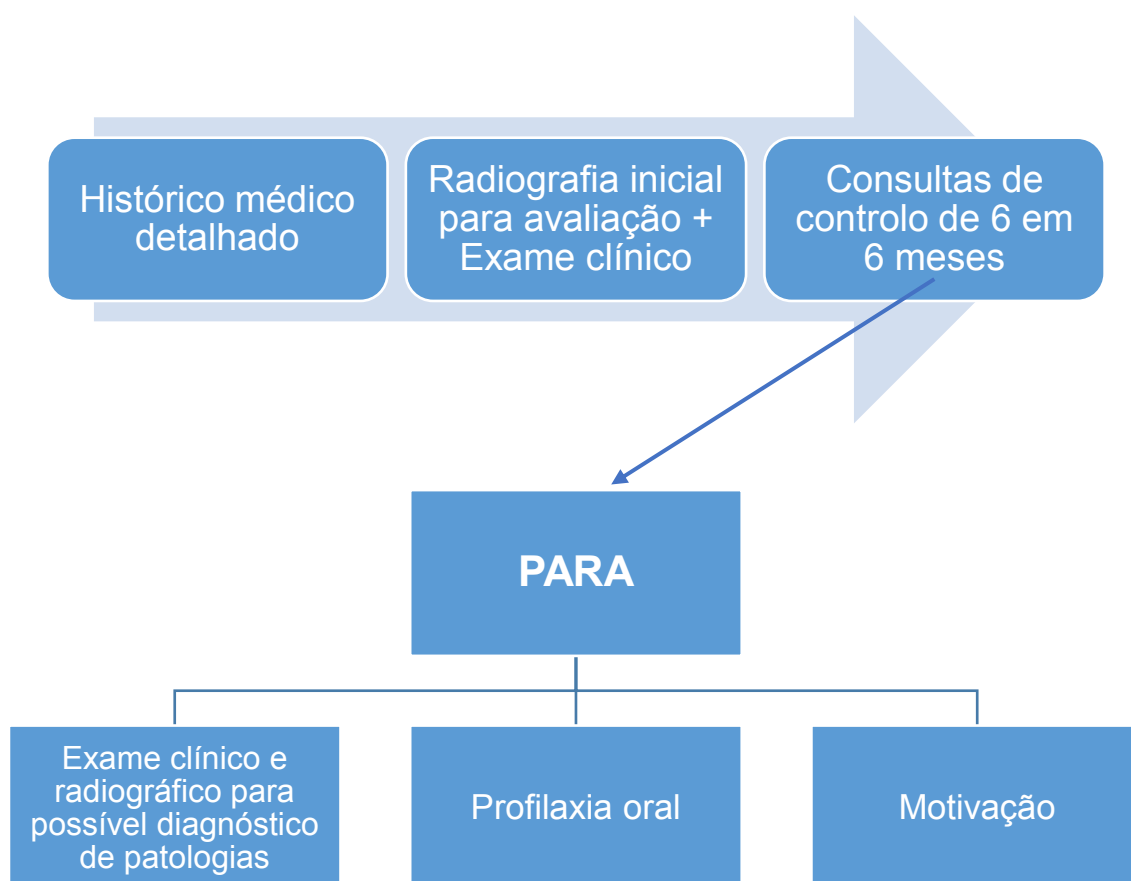 Histórico médico
detalhado
Radiografia inicial
para avaliação +
Exame clínico
Consultas de
controlo de 6 em
6 meses
PARA
Exame clínico e
radiográfico para
possível diagnóstico
de patologias
Profilaxia oral
Motivação